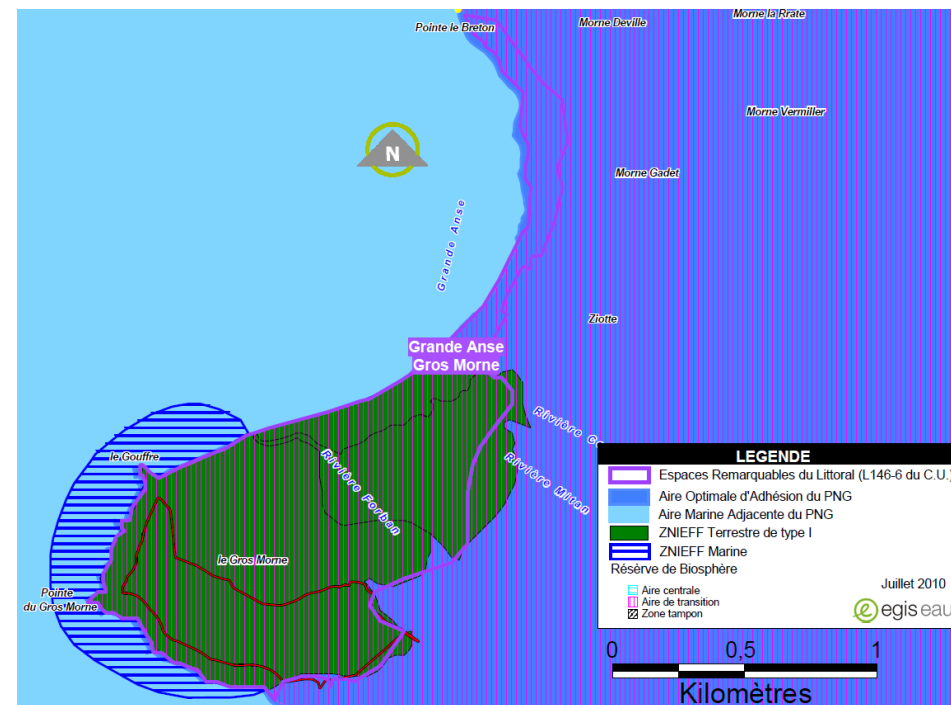 Pointe le Breton
Morne Deville
Morne la Rrate
Morne Vermiller
N
Morne Gadet
Grande Anse
Ziotte
Grande Anse
Gros Morne
Rivière
Rivière Mitan
le Gouffre
Rivière Forban
le Gros Morne
Pointe
du Gros Morne
LEGENDE
Espaces Remarquables du Littoral (L146-6 du C.U.)
Aire Optimale d'Adhésion du PNG
Aire Marine Adjacente du PNG
ZNIEFF Terrestre de type I
ZNIEFF Marine
Résèrve de Biosphère
Aire centrale
Aire de transition
Zone tampon
Juillet 2010
egis eau
0 0,5 1
Kilomètres